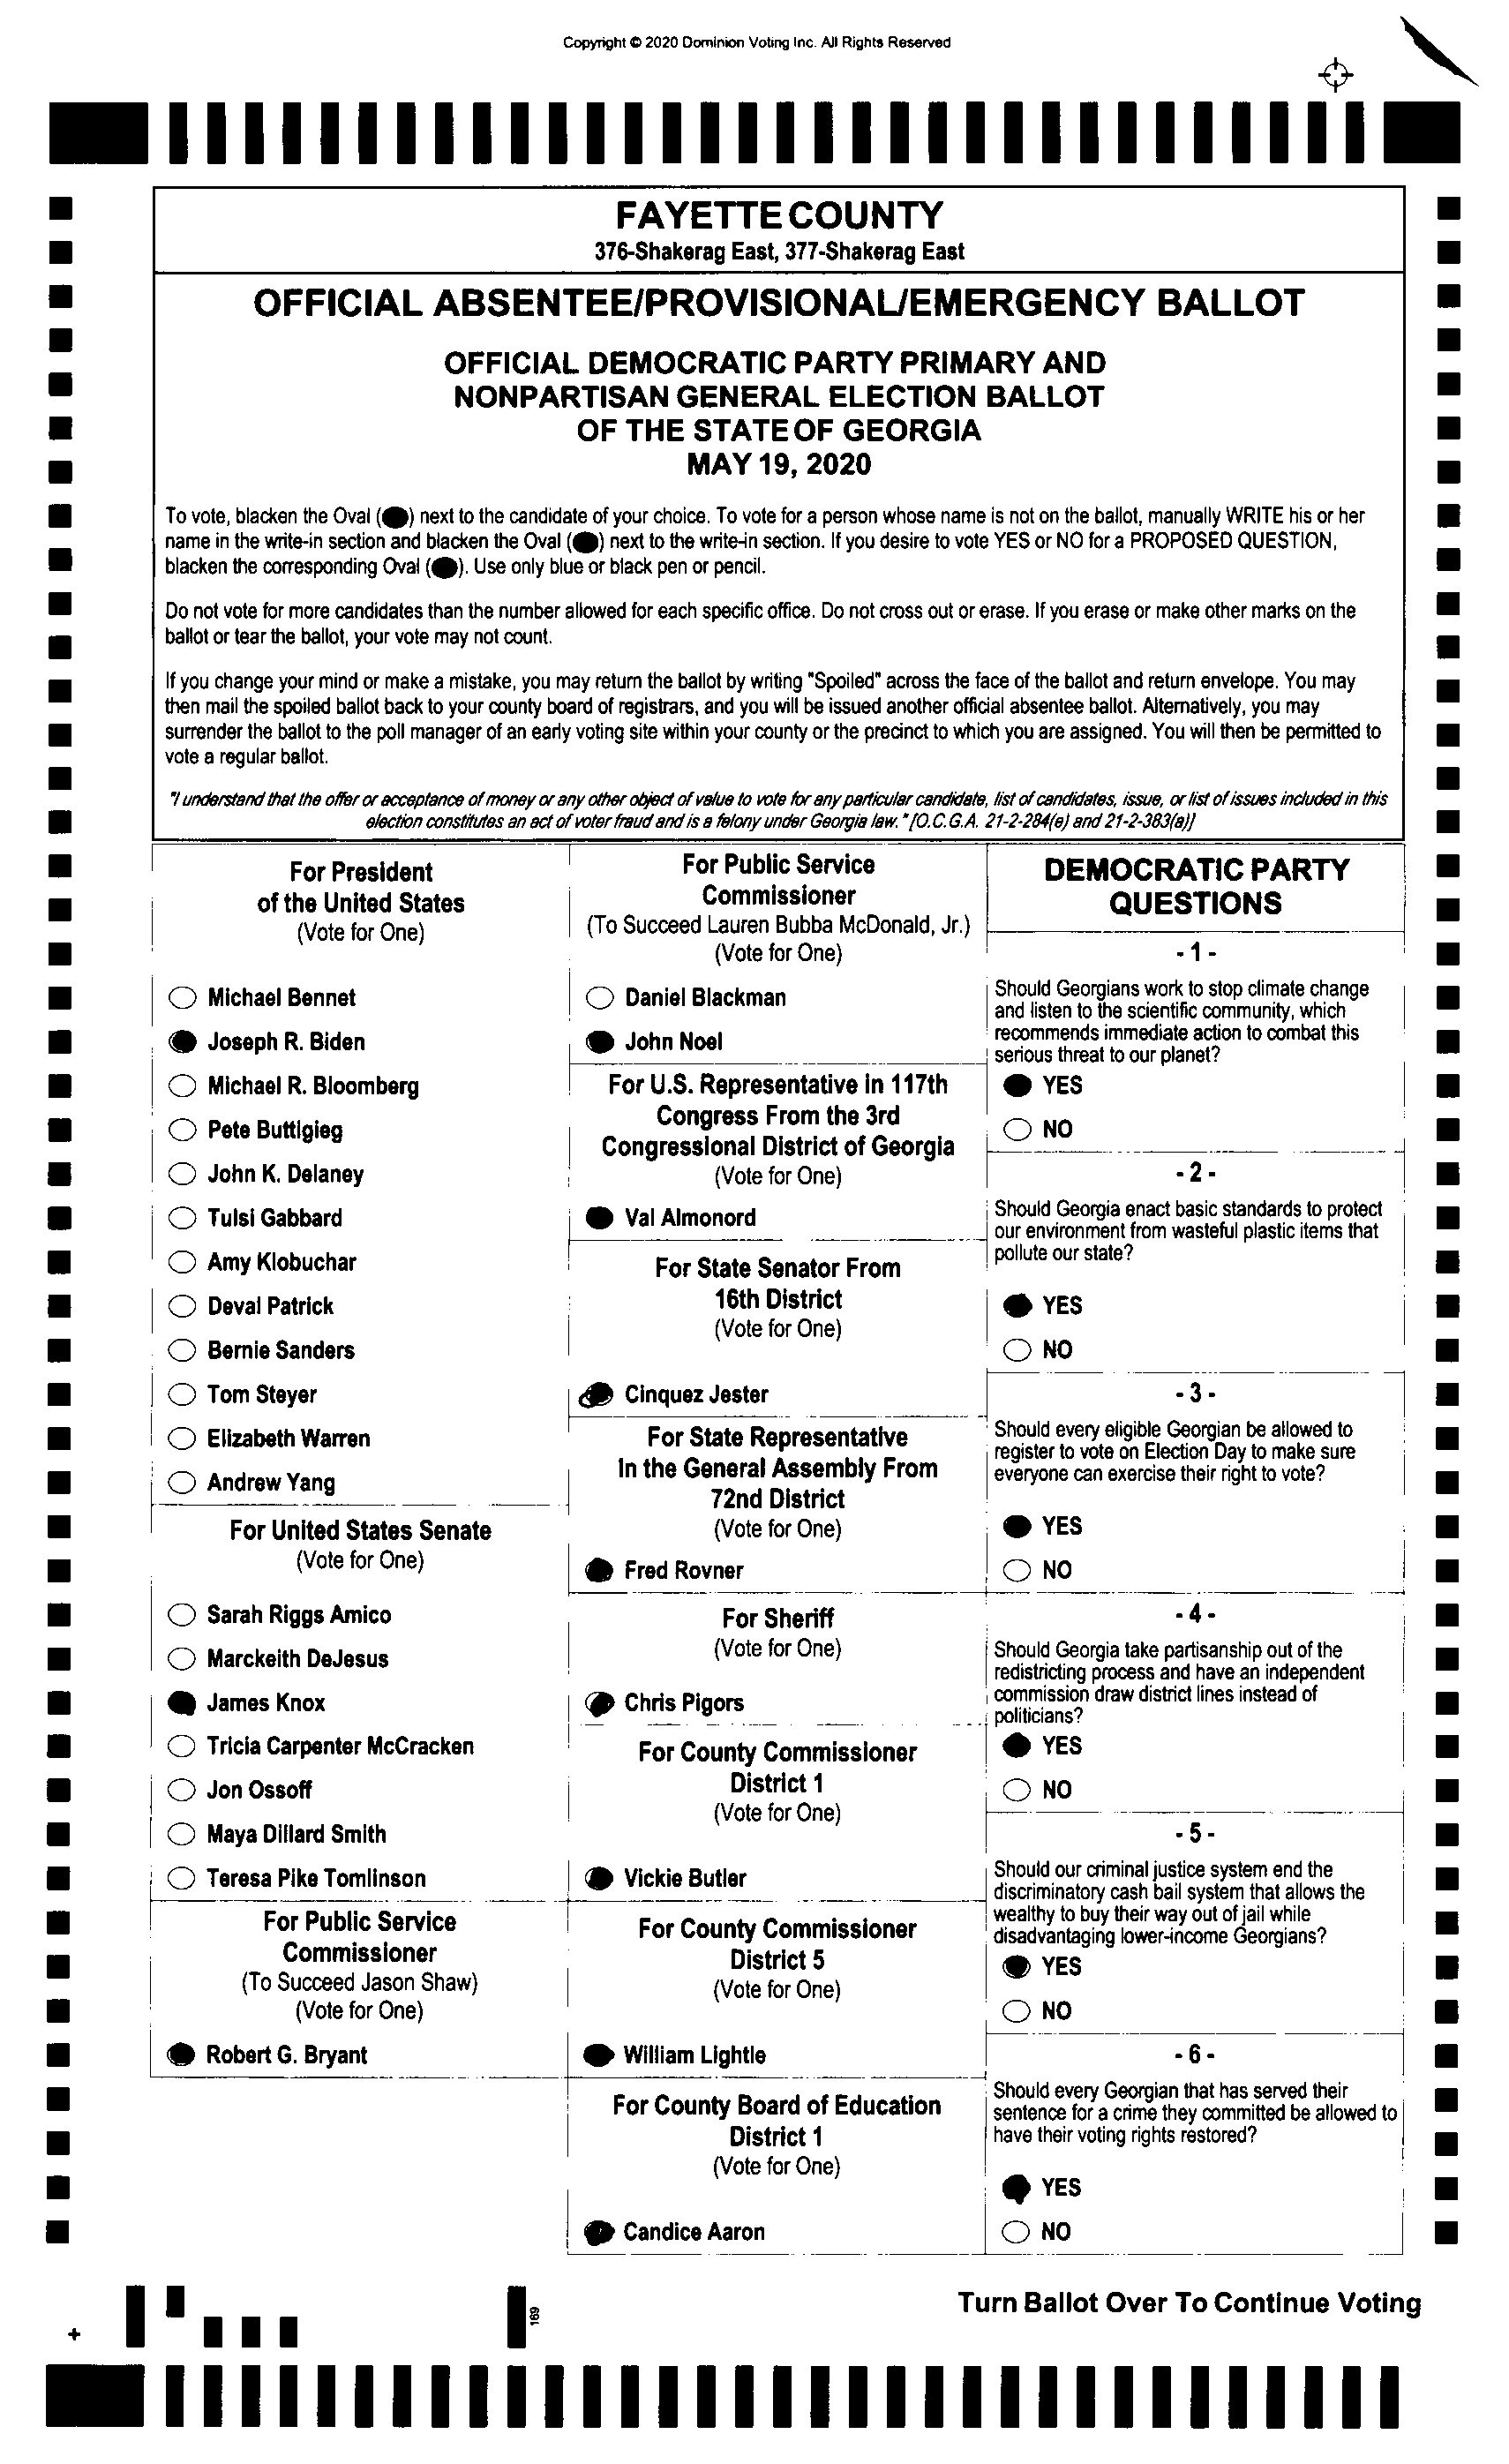 Copyright © 2020 Dominion Voting Inc. All Rights Reserved
FAYETTE COUNTY
376-Shakerag East, 377-Shakerag East
OFFICIAL ABSENTEE/PROVISIONAL/EMERGENCY BALLOT
OFFICIAL DEMOCRATIC PARTY PRIMARY AND
NONPARTISAN GENERAL ELECTION BALLOT
OF THE STATE OF GEORGIA
MAY 19, 2020
To vote, blacken the Oval ( ) next to the candidate of your choice. To vote for a person whose name is not on the ballot, manually WRITE his or her
name in the write-in section and blacken the Oval ( ) next to the write-in section. If you desire to vote YES or NO for a PROPOSED QUESTION,
blacken the corresponding Oval ( ). Use only blue or black pen or pencil.
Do not vote for more candidates than the number allowed for each specific office. Do not cross out or erase. If you erase or make other marks on the
ballot or tear the ballot, your vote may not count.
If you change your mind or make a mistake, you may return the ballot by writing "Spoiled" across the face of the ballot and return envelope. You may
then mail the spoiled ballot back to your county board of registrars, and you will be issued another official absentee ballot. Alternatively, you may
surrender the ballot to the poll manager of an early voting site within your county or the precinct to which you are assigned. You will then be permitted to
vote a regular ballot.
"I understand that the offer or acceptance of money or any other object of value to vote for any particular candidate, list of candidates, issue, or list of issues included in this
election constitutes an act of voter fraud and is a felony under Georgia law." [O.C.G.A. 21-2-284(e) and 21-2-383(a)]
For President
of the United States
(Vote for One)
Michael Bennet
Joseph R. Biden
Michael R. Bloomberg
Pete Buttigieg
John K. Delaney
Tulsi Gabbard
Amy Klobuchar
Deval Patrick
Bernie Sanders
Tom Steyer
Elizabeth Warren
Andrew Yang
For United States Senate
(Vote for One)
Sarah Riggs Amico
Marckeith DeJesus
James Knox
Tricia Carpenter McCracken
Jon Ossoff
Maya Dillard Smith
Teresa Pike Tomlinson
For Public Service
Commissioner
(To Succeed Jason Shaw)
(Vote for One)
Robert G. Bryant
For Public Service
Commissioner
(To Succeed Lauren Bubba McDonald, Jr.)
(Vote for One)
Daniel Blackman
John Noel
For U.S. Representative in 117th
Congress From the 3rd
Congressional District of Georgia
(Vote for One)
Val Almonord
For State Senator From
16th District
(Vote for One)
Cinquez Jester
For State Representative
In the General Assembly From
72nd District
(Vote for One)
Fred Rovner
For Sheriff
(Vote for One)
Chris Pigors
For County Commissioner
District 1
(Vote for One)
Vickie Butler
For County Commissioner
District 5
(Vote for One)
William Lightle
For County Board of Education
District 1
(Vote for One)
Candice Aaron
DEMOCRATIC PARTY
QUESTIONS
- 1 -
Should Georgians work to stop climate change
and listen to the scientific community, which
recommends immediate action to combat this
serious threat to our planet?
YES
NO
- 2 -
Should Georgia enact basic standards to protect
our environment from wasteful plastic items that
pollute our state?
YES
NO
- 3 -
Should every eligible Georgian be allowed to
register to vote on Election Day to make sure
everyone can exercise their right to vote?
YES
NO
- 4 -
Should Georgia take partisanship out of the
redistricting process and have an independent
commission draw district lines instead of
politicians?
YES
NO
- 5 -
Should our criminal justice system end the
discriminatory cash bail system that allows the
wealthy to buy their way out of jail while
disadvantaging lower-income Georgians?
YES
NO
- 6 -
Should every Georgian that has served their
sentence for a crime they committed be allowed to
have their voting rights restored?
YES
NO
Turn Ballot Over To Continue Voting
169
+